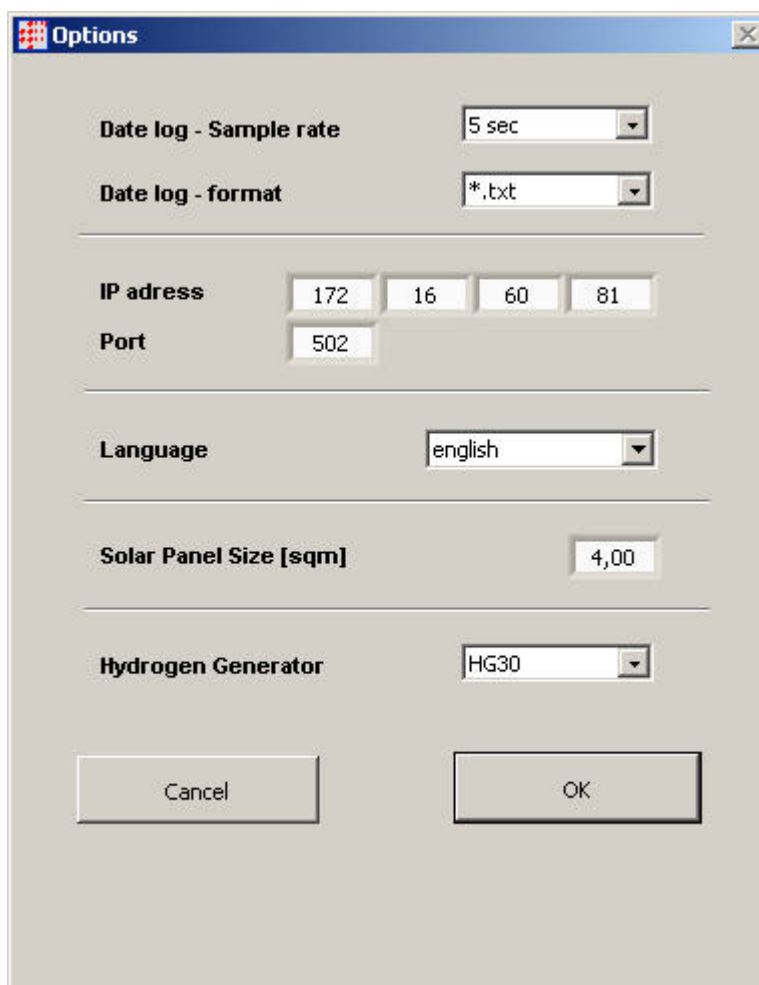 Options
Date log - Sample rate 5 sec
Date log - format *.txt
IP adress 172 16 60 81
Port 502
Language english
Solar Panel Size [sqm] 4,00
Hydrogen Generator HG30
Cancel OK